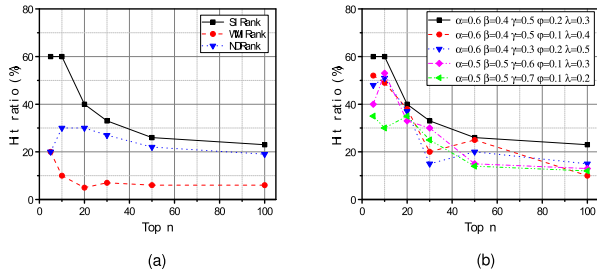 80
60
40
20
0
Hit ratio (%)
0 20 40 60 80 100
Top n
SIRank
WMRank
NDRank
(a)
80
60
40
20
0
Hit ratio (%)
0 20 40 60 80 100
Top n
α=0.6 β=0.4 γ=0.5 φ=0.2 λ=0.3
α=0.6 β=0.4 γ=0.5 φ=0.1 λ=0.4
α=0.6 β=0.4 γ=0.3 φ=0.2 λ=0.5
α=0.5 β=0.5 γ=0.6 φ=0.1 λ=0.3
α=0.5 β=0.5 γ=0.7 φ=0.1 λ=0.2
(b)